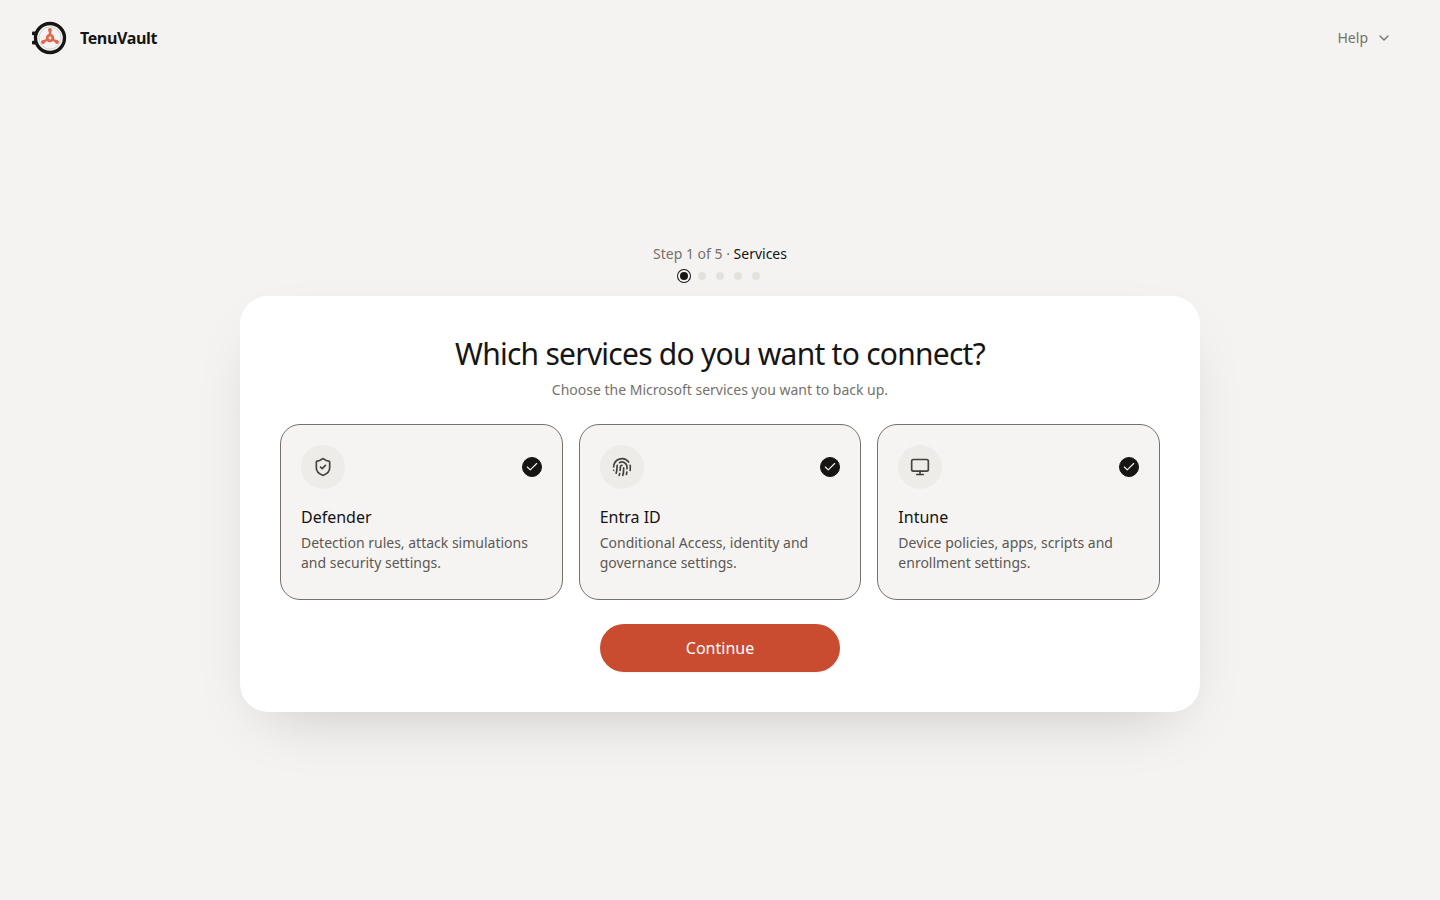 TenuVault
Help
Step 1 of 5 · Services
Which services do you want to connect?
Choose the Microsoft services you want to back up.
Defender
Detection rules, attack simulations
and security settings.
Entra ID
Conditional Access, identity and
governance settings.
Intune
Device policies, apps, scripts and
enrollment settings.
Continue